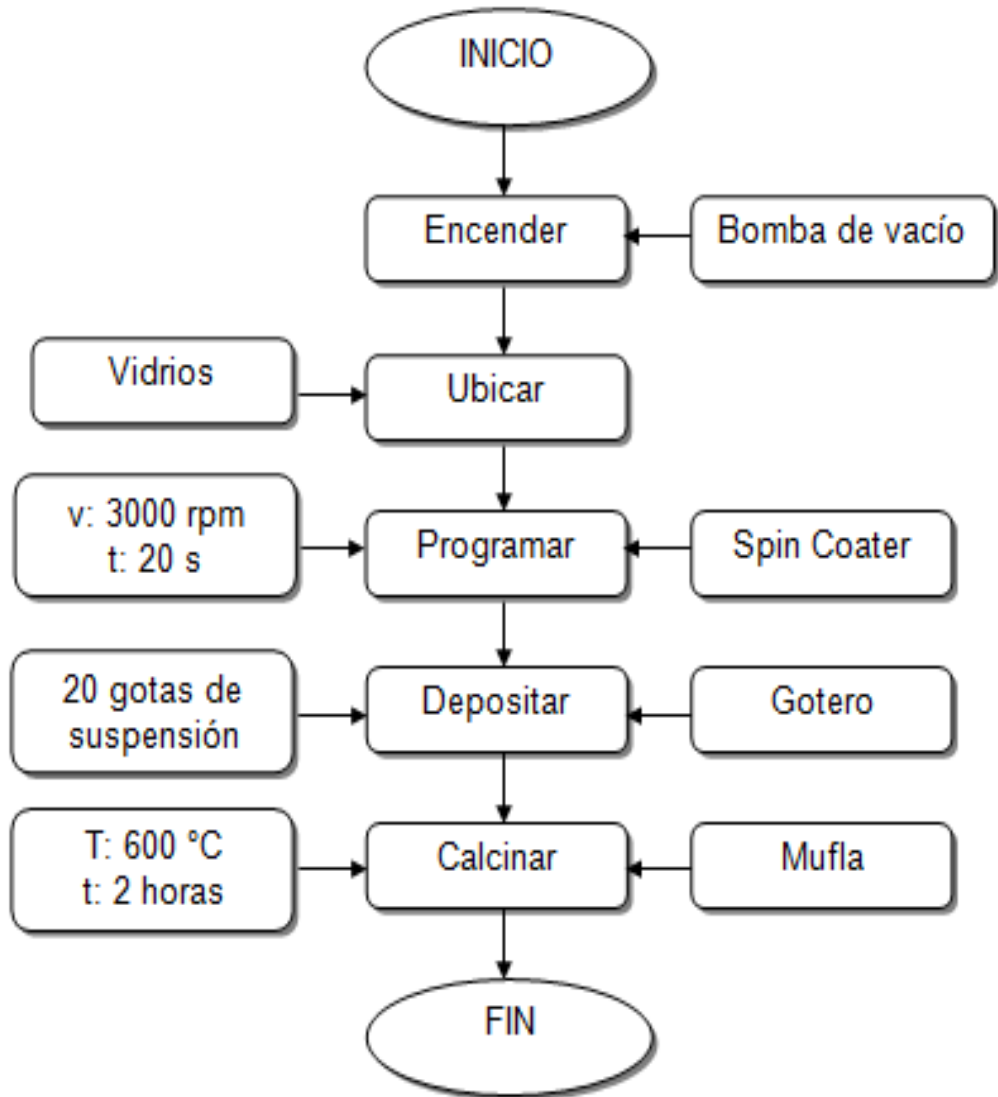 INICIO
Encender
Bomba de vacío
Vidrios
Ubicar
v: 3000 rpm
t: 20 s
Programar
Spin Coater
20 gotas de
suspensión
Depositar
Gotero
T: 600 °C
t: 2 horas
Calcinar
Mufla
FIN